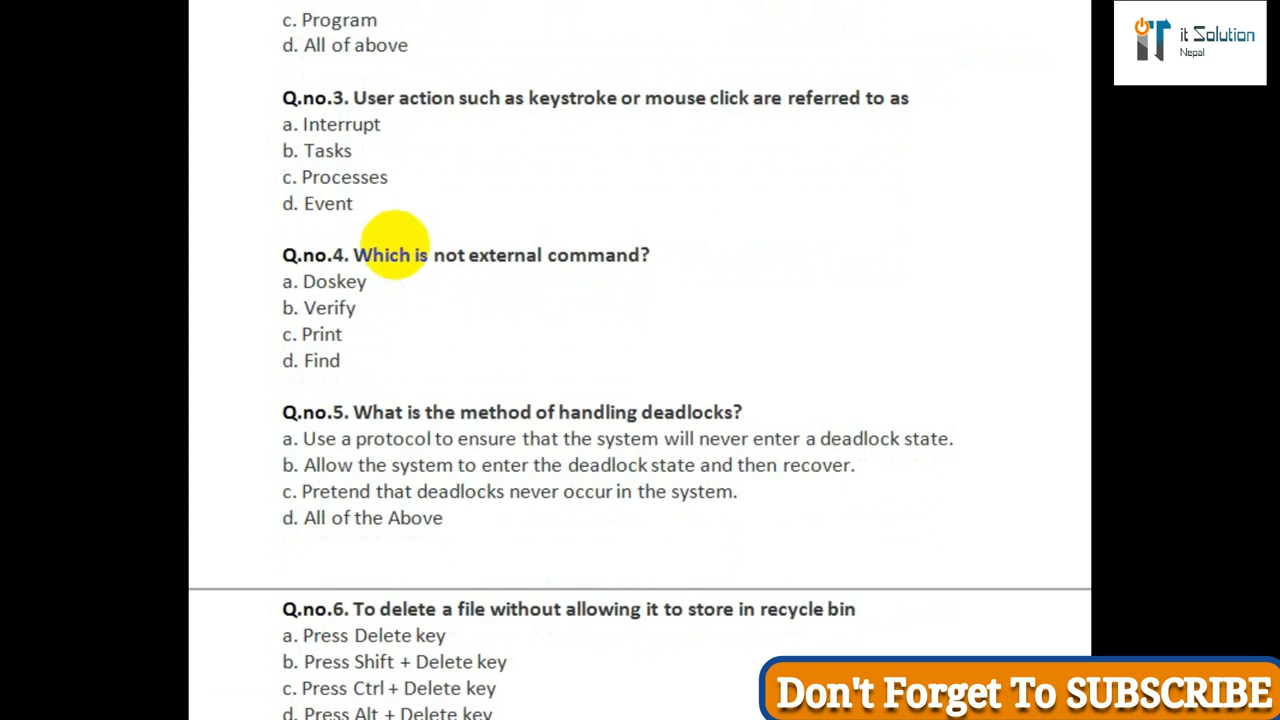 c. Program
d. All of above
iT it Solution
Nepal
Q.no.3. User action such as keystroke or mouse click are referred to as
a. Interrupt
b. Tasks
c. Processes
d. Event
Q.no.4. Which is not external command?
a. Doskey
b. Verify
c. Print
d. Find
Q.no.5. What is the method of handling deadlocks?
a. Use a protocol to ensure that the system will never enter a deadlock state.
b. Allow the system to enter the deadlock state and then recover.
c. Pretend that deadlocks never occur in the system.
d. All of the Above
Q.no.6. To delete a file without allowing it to store in recycle bin
a. Press Delete key
b. Press Shift + Delete key
c. Press Ctrl + Delete key
d. Press Alt + Delete key
Don't Forget To SUBSCRIBE